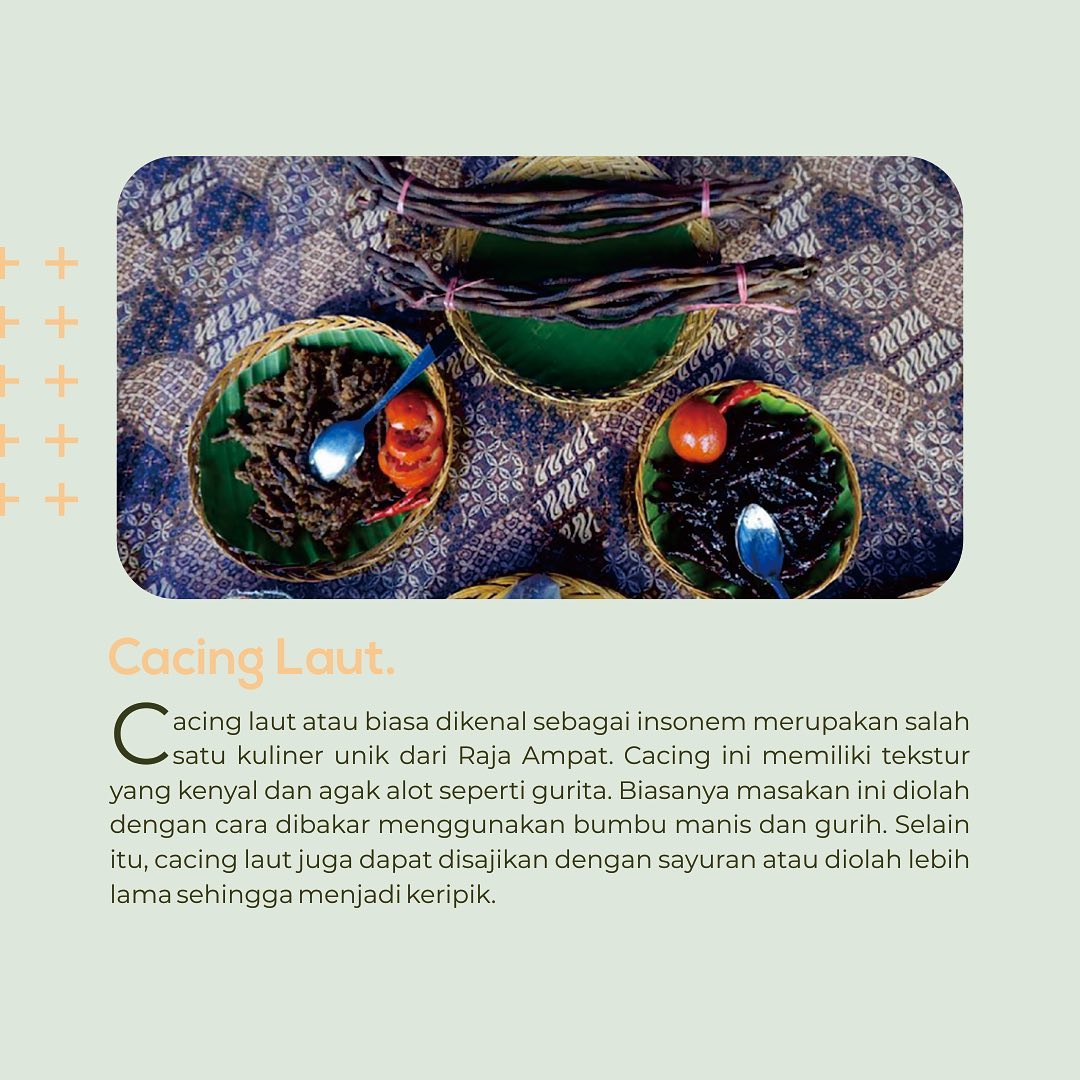 Cacing Laut.
Cacing laut atau biasa dikenal sebagai insonem merupakan salah
satu kuliner unik dari Raja Ampat. Cacing ini memiliki tekstur
yang kenyal dan agak alot seperti gurita. Biasanya masakan ini diolah
dengan cara dibakar menggunakan bumbu manis dan gurih. Selain
itu, cacing laut juga dapat disajikan dengan sayuran atau diolah lebih
lama sehingga menjadi keripik.